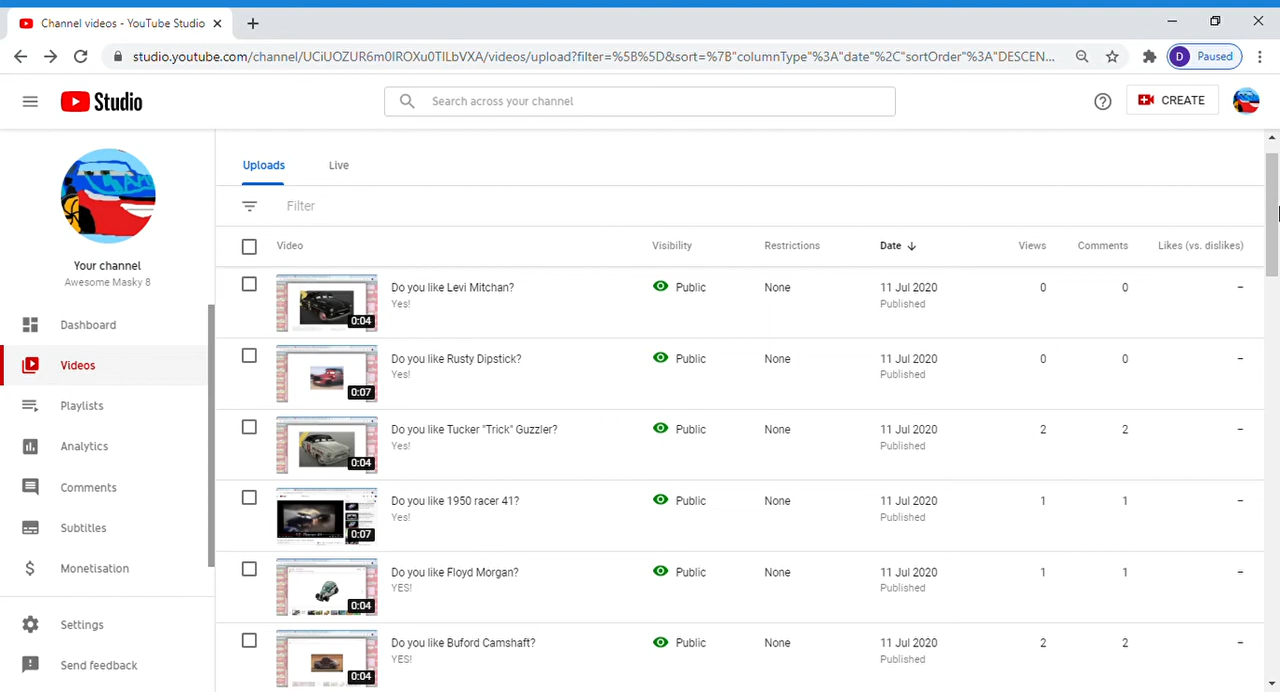 Channel videos - YouTube Studio
studio.youtube.com/channel/UCiUOZUR6m0IROXu0TILbVXA/videos/upload?filter=%5B%5D&sort=%7B"columnType"%3A"date"%2C"sortOrder"%3A"DESCEN...
D Paused
Studio
Search across your channel
CREATE
Your channel
Awesome Masky 8
Dashboard
Videos
Playlists
Analytics
Comments
Subtitles
Monetisation
Settings
Send feedback
Uploads Live
Filter
Video Visibility Restrictions Date Views Comments Likes (vs. dislikes)
0:04 Do you like Levi Mitchan? Public None 11 Jul 2020 0 0 –
Yes! Published
0:07 Do you like Rusty Dipstick? Public None 11 Jul 2020 0 0 –
Yes! Published
0:04 Do you like Tucker "Trick" Guzzler? Public None 11 Jul 2020 2 2 –
Yes! Published
0:07 Do you like 1950 racer 41? Public None 11 Jul 2020 1 1 –
Yes! Published
0:04 Do you like Floyd Morgan? Public None 11 Jul 2020 1 1 –
YES! Published
0:04 Do you like Buford Camshaft? Public None 11 Jul 2020 2 2 –
YES! Published